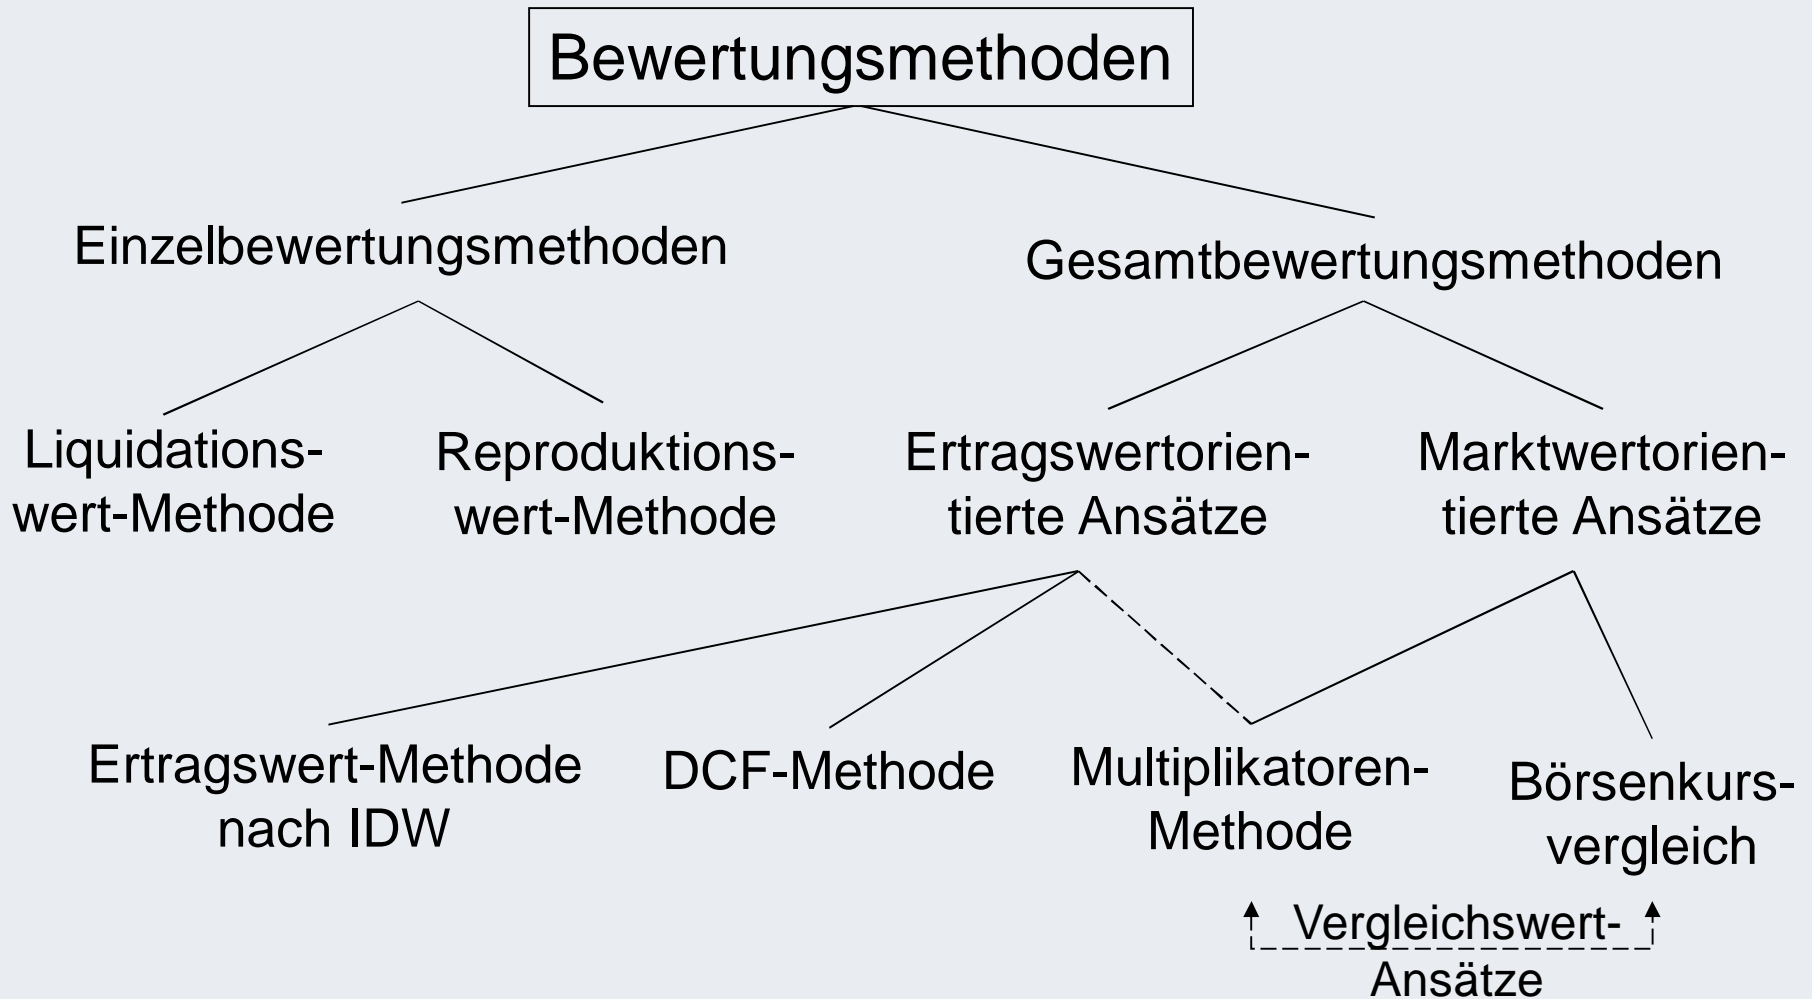 Bewertungsmethoden
Einzelbewertungsmethoden
Gesamtbewertungsmethoden
Liquidations-
wert-Methode
Reproduktions-
wert-Methode
Ertragswertorien-
tierte Ansätze
Marktwertorien-
tierte Ansätze
Ertragswert-Methode
nach IDW
DCF-Methode
Multiplikatoren-
Methode
Börsenkurs-
vergleich
Vergleichswert-
Ansätze